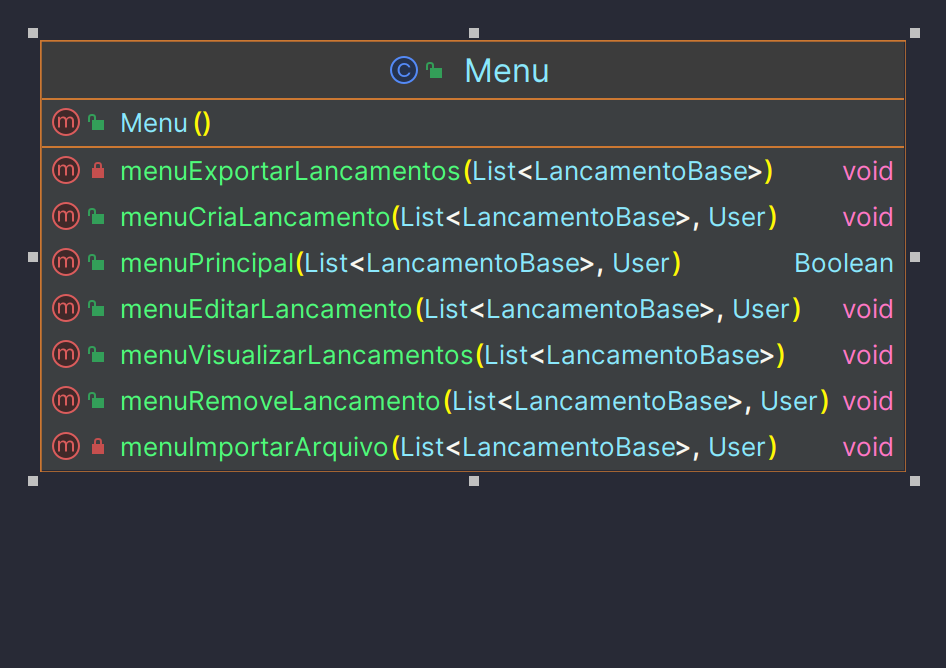 C Menu
m Menu()
m menuExportarLancamentos(List<LancamentoBase>) void
m menuCriaLancamento(List<LancamentoBase>, User) void
m menuPrincipal(List<LancamentoBase>, User) Boolean
m menuEditarLancamento(List<LancamentoBase>, User) void
m menuVisualizarLancamentos(List<LancamentoBase>) void
m menuRemoveLancamento(List<LancamentoBase>, User) void
m menuImportarArquivo(List<LancamentoBase>, User) void